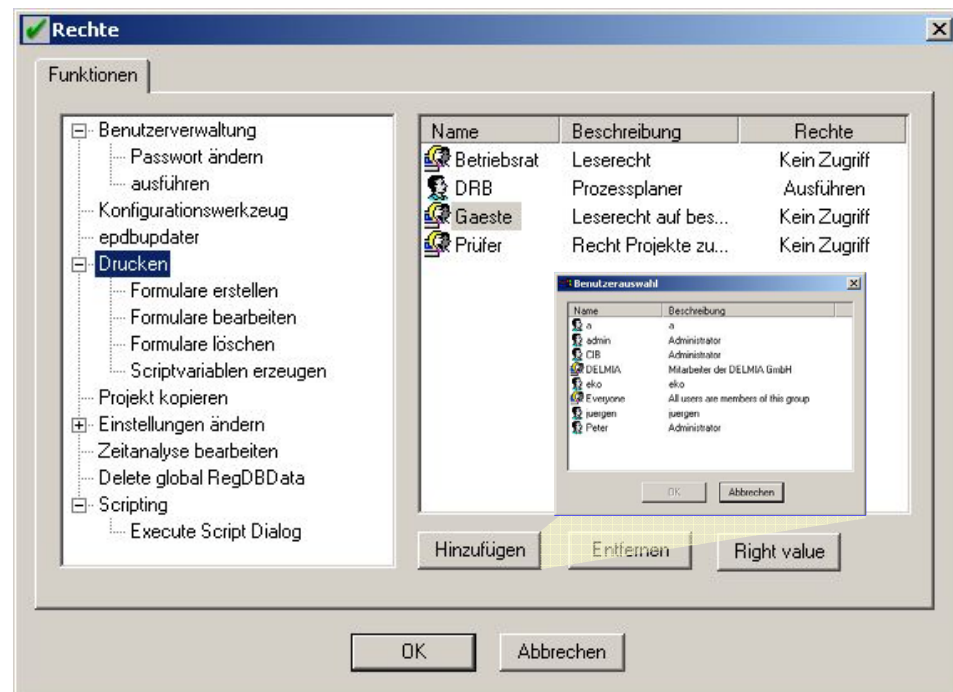 Rechte
Funktionen
Benutzerverwaltung
Passwort ändern
ausführen
Konfigurationswerkzeug
epdbupdater
Drucken
Formulare erstellen
Formulare bearbeiten
Formulare löschen
Scriptvariablen erzeugen
Projekt kopieren
Einstellungen ändern
Zeitanalyse bearbeiten
Delete global RegDBData
Scripting
Execute Script Dialog
Name Beschreibung Rechte
Betriebsrat Leserecht Kein Zugriff
DRB Prozessplaner Ausführen
Gaeste Leserecht auf bes... Kein Zugriff
Prüfer Recht Projekte zu... Kein Zugriff
Benutzerauswahl
Name Beschreibung
a a
admin Administrator
CIB Administrator
DELMIA Mitarbeiter der DELMIA GmbH
eko eko
Everyone All users are members of this group
juergen juergen
Peter Administrator
OK Abbrechen
Hinzufügen Entfernen Right value
OK Abbrechen